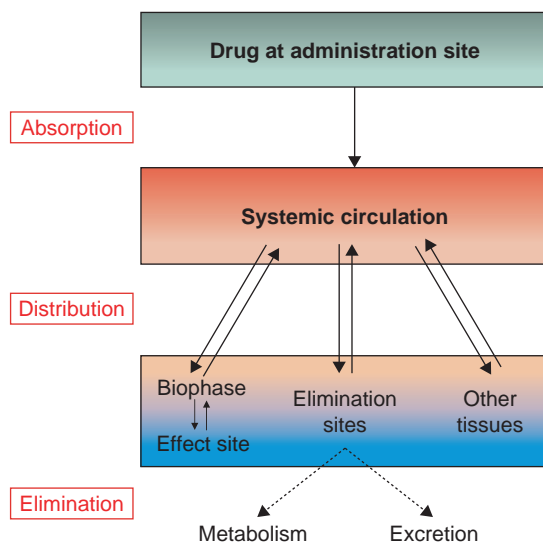 Drug at administration site
Absorption
Systemic circulation
Distribution
Biophase
Effect site
Elimination
sites
Other
tissues
Elimination
Metabolism
Excretion